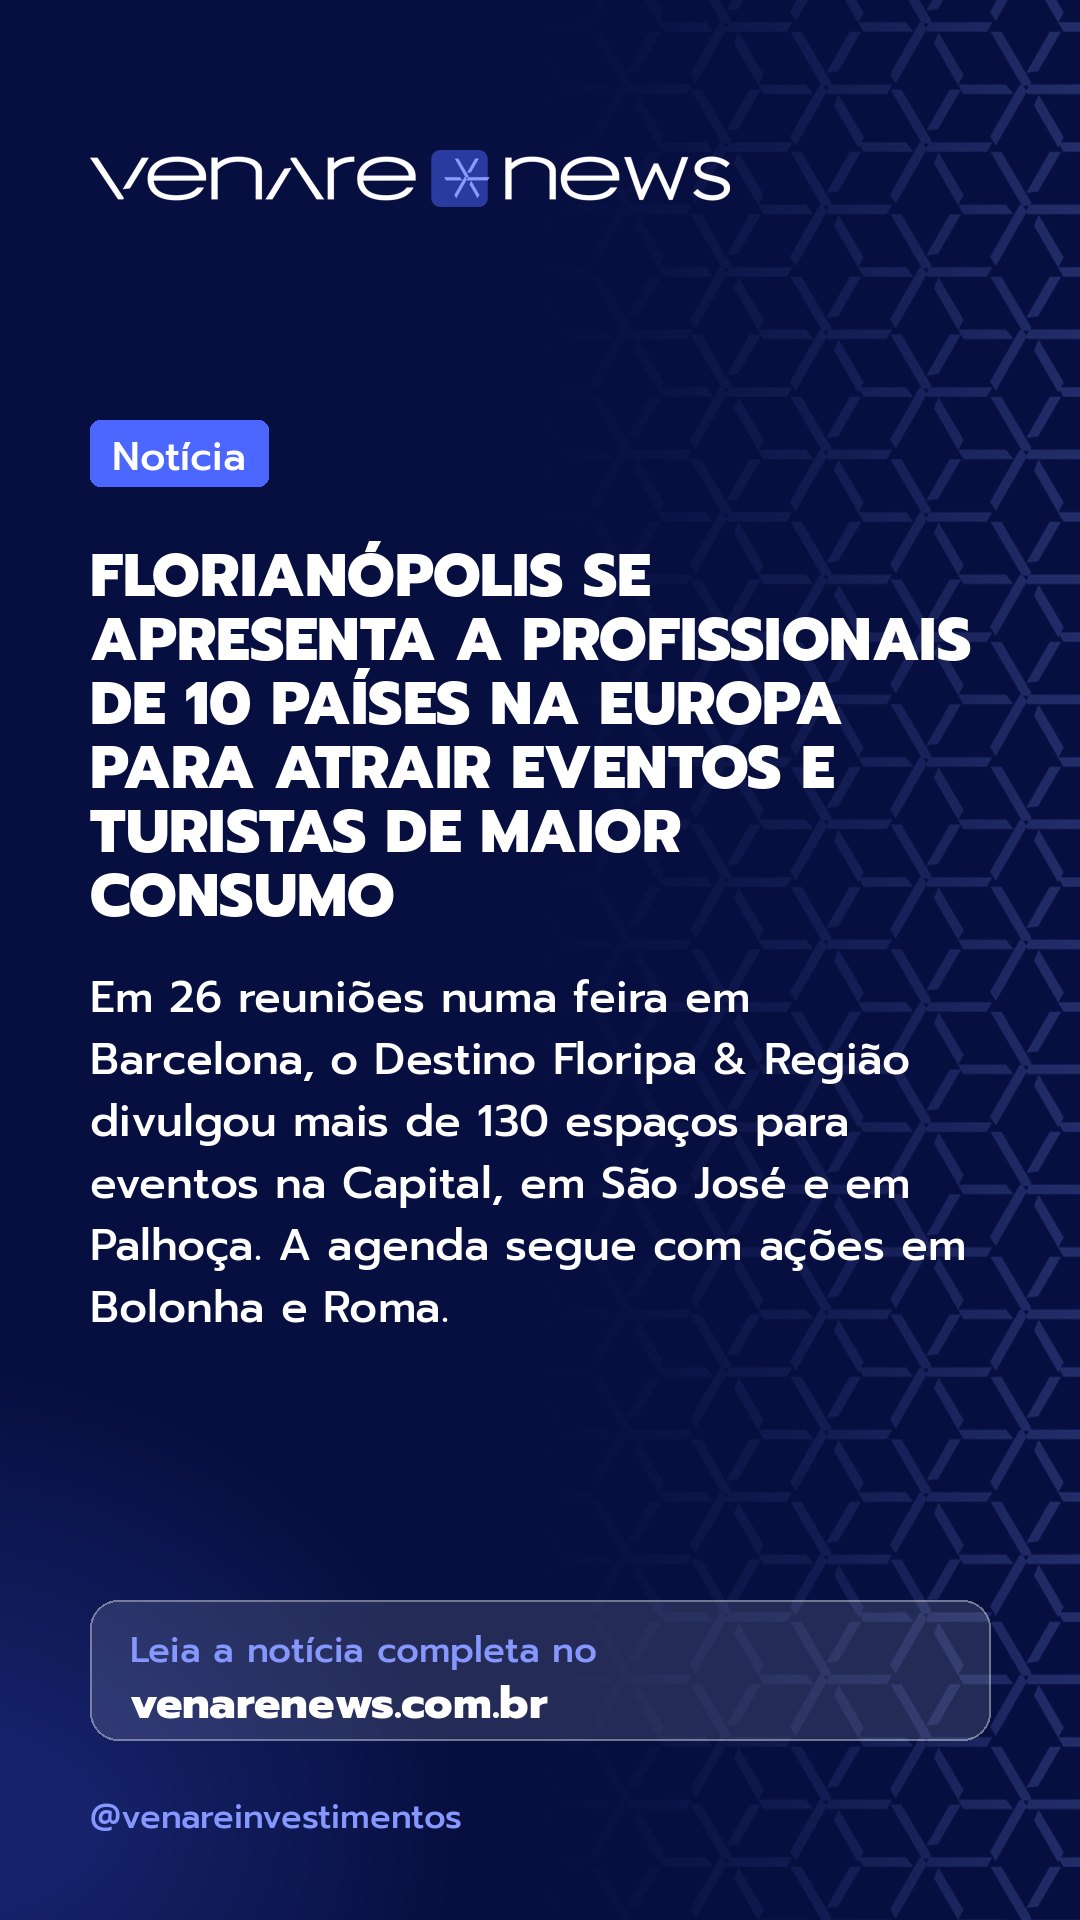 venare news
Notícia
FLORIANÓPOLIS SE
APRESENTA A PROFISSIONAIS
DE 10 PAÍSES NA EUROPA
PARA ATRAIR EVENTOS E
TURISTAS DE MAIOR
CONSUMO
Em 26 reuniões numa feira em
Barcelona, o Destino Floripa & Região
divulgou mais de 130 espaços para
eventos na Capital, em São José e em
Palhoça. A agenda segue com ações em
Bolonha e Roma.
Leia a notícia completa no
venarenews.com.br
@venareinvestimentos